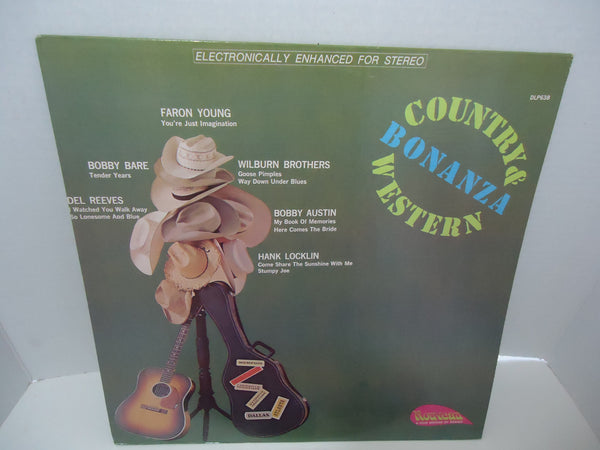 ELECTRONICALLY ENHANCED FOR STEREO
DLP638
COUNTRY &
BONANZA
WESTERN
FARON YOUNG
You're Just Imagination
BOBBY BARE
Tender Years
WILBURN BROTHERS
Goose Pimples
Way Down Under Blues
DEL REEVES
I Watched You Walk Away
So Lonesome And Blue
BOBBY AUSTIN
My Book Of Memories
Here Comes The Bride
HANK LOCKLIN
Come Share The Sunshine With Me
Stumpy Joe
NASHVILLE
DALLAS
ATLANTA